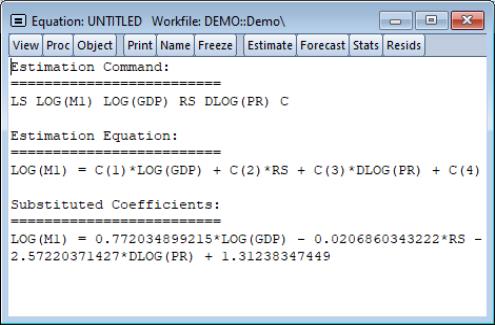 Equation: UNTITLED Workfile: DEMO::Demo\
View Proc Object Print Name Freeze Estimate Forecast Stats Resids
Estimation Command:
=========================
LS LOG(M1) LOG(GDP) RS DLOG(PR) C
Estimation Equation:
=========================
LOG(M1) = C(1)*LOG(GDP) + C(2)*RS + C(3)*DLOG(PR) + C(4)
Substituted Coefficients:
=========================
LOG(M1) = 0.772034899215*LOG(GDP) - 0.0206860343222*RS -
2.57220371427*DLOG(PR) + 1.31238347449